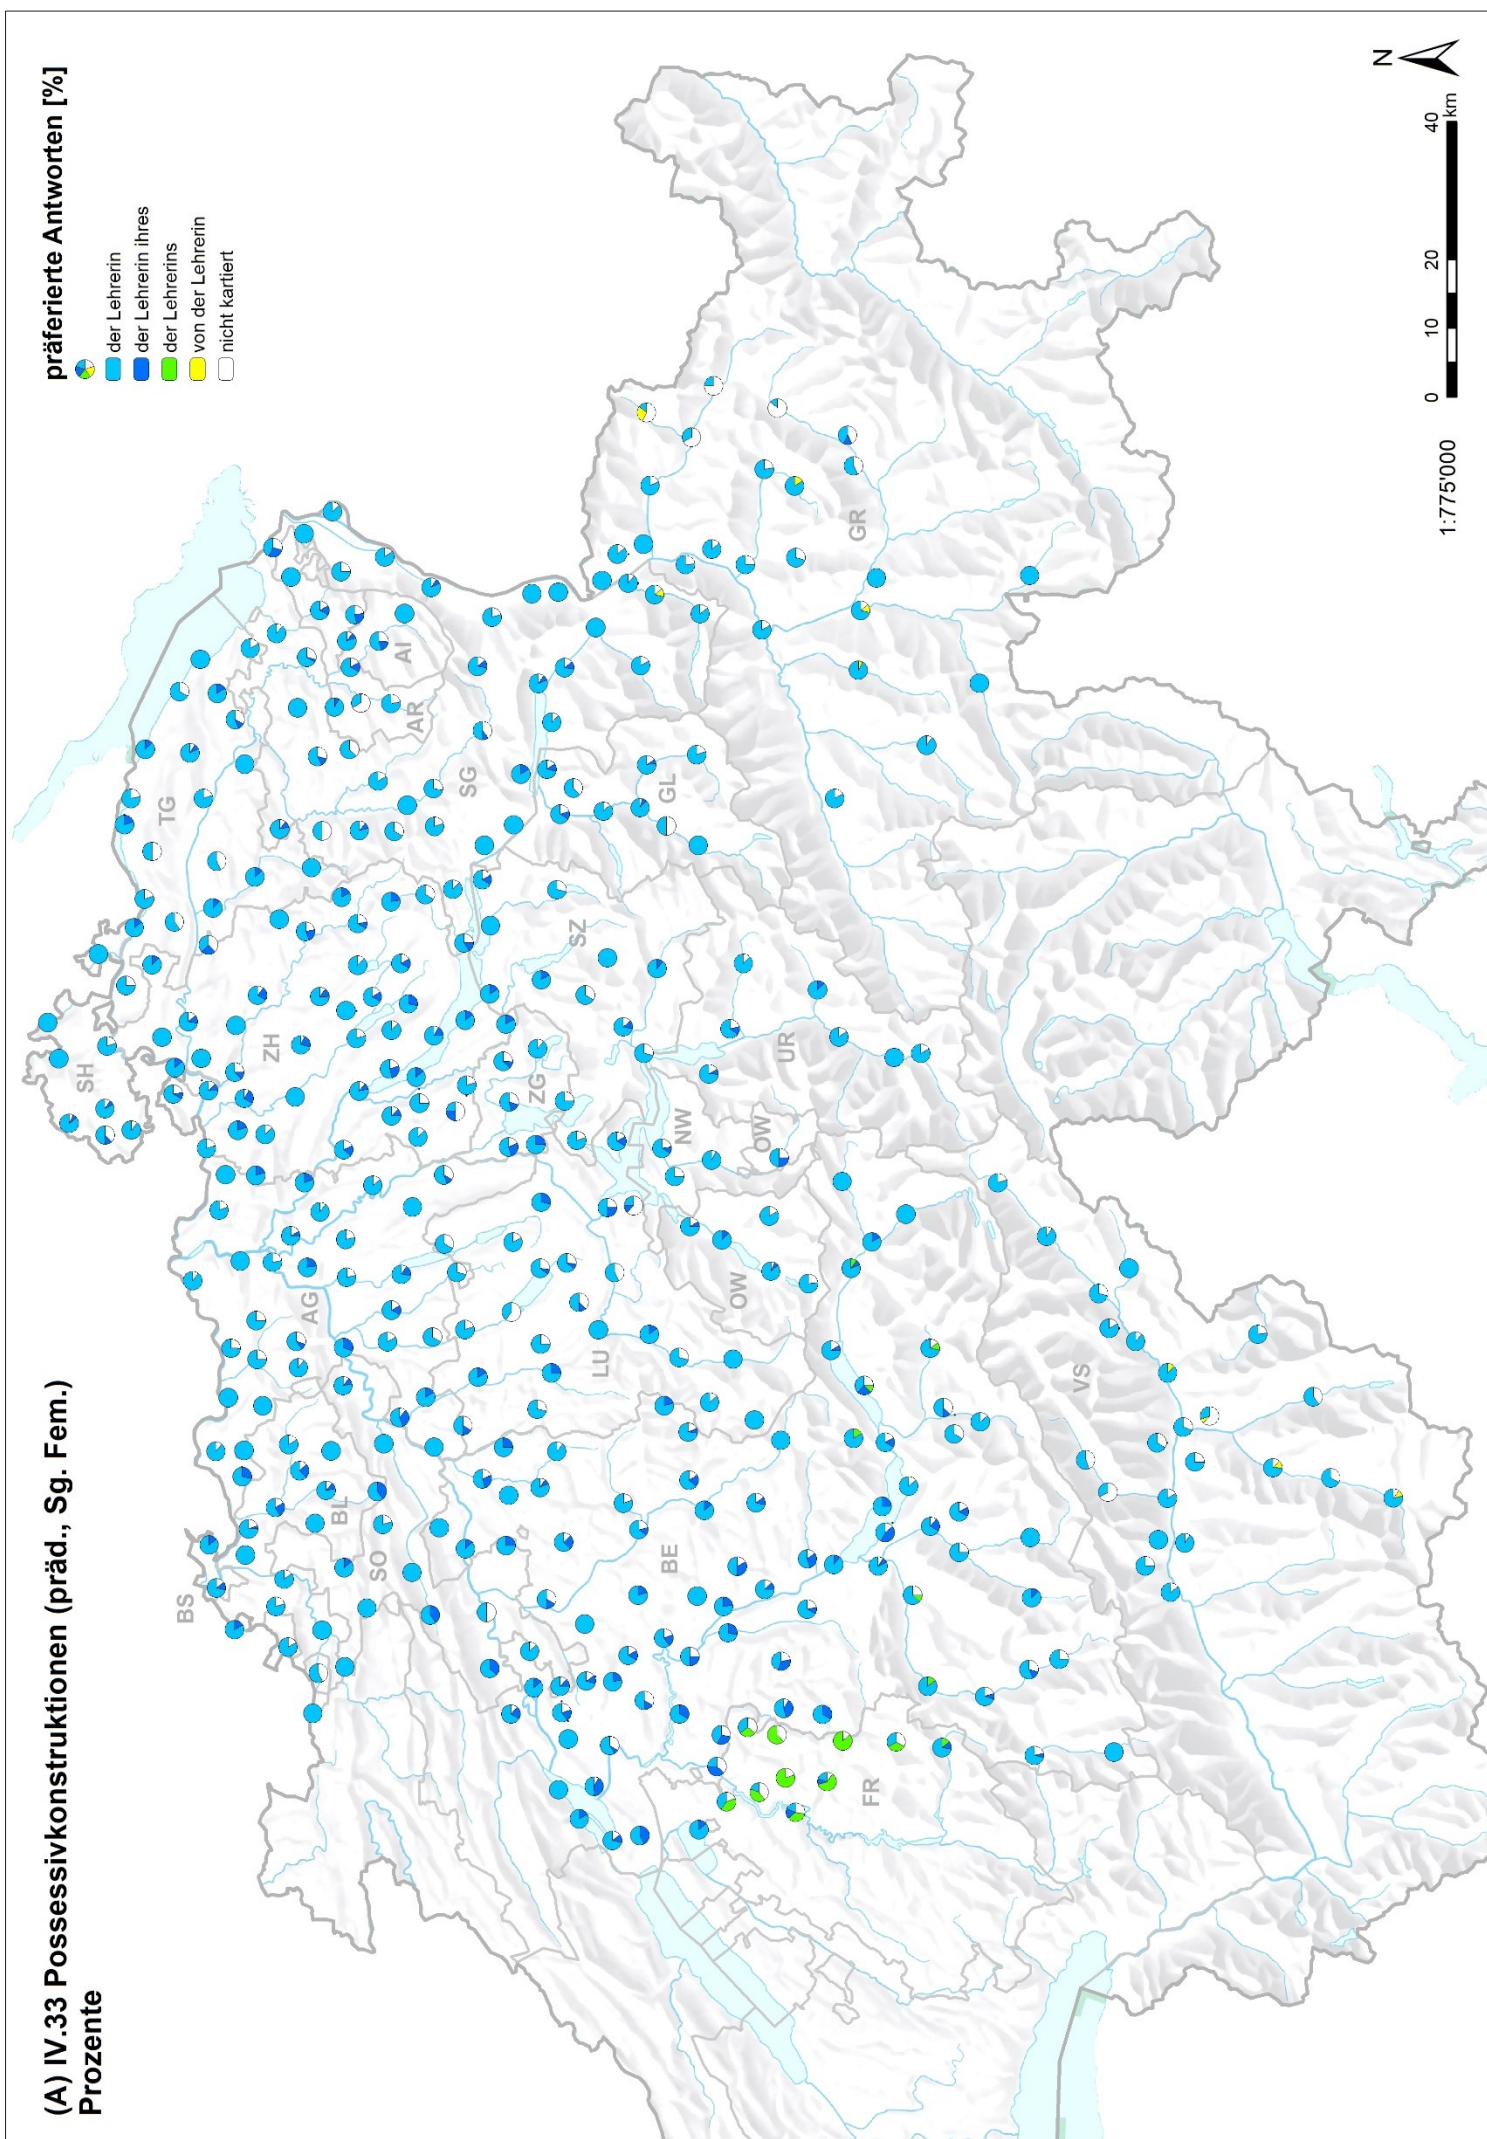 (A) IV.33 Possessivkonstruktionen (präd., Sg. Fem.)
Prozente
präferierte Antworten [%]
der Lehrerin
der Lehrerin ihres
der Lehrerins
von der Lehrerin
nicht kartiert
SH
BS
TG
ZH
AG
BL
SO
AI
AR
SG
ZG
SZ
LU
GL
NW
OW
OW
UR
BE
FR
VS
GR
N
0
10
20
40
km
1:775'000